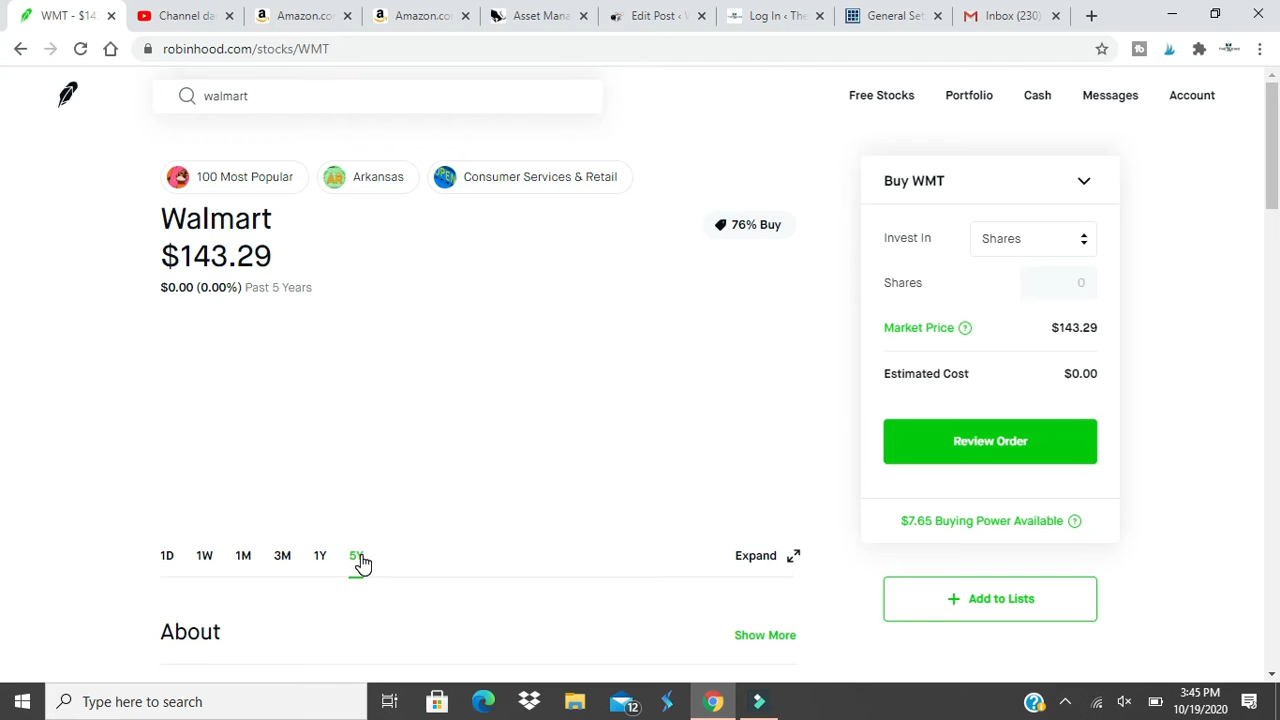 WMT - $14
Channel da
Amazon.co
Amazon.co
Asset Mana
Edit Post ‹ V
Log In ‹ The
General Set
Inbox (230)
robinhood.com/stocks/WMT
walmart
Free Stocks Portfolio Cash Messages Account
100 Most Popular Arkansas Consumer Services & Retail
Walmart
$143.29
76% Buy
$0.00 (0.00%) Past 5 Years
1D 1W 1M 3M 1Y 5Y
Expand
About
Show More
Buy WMT
Invest In Shares
Shares 0
Market Price ? $143.29
Estimated Cost $0.00
Review Order
$7.65 Buying Power Available ?
+ Add to Lists
Type here to search
12
3:45 PM
10/19/2020